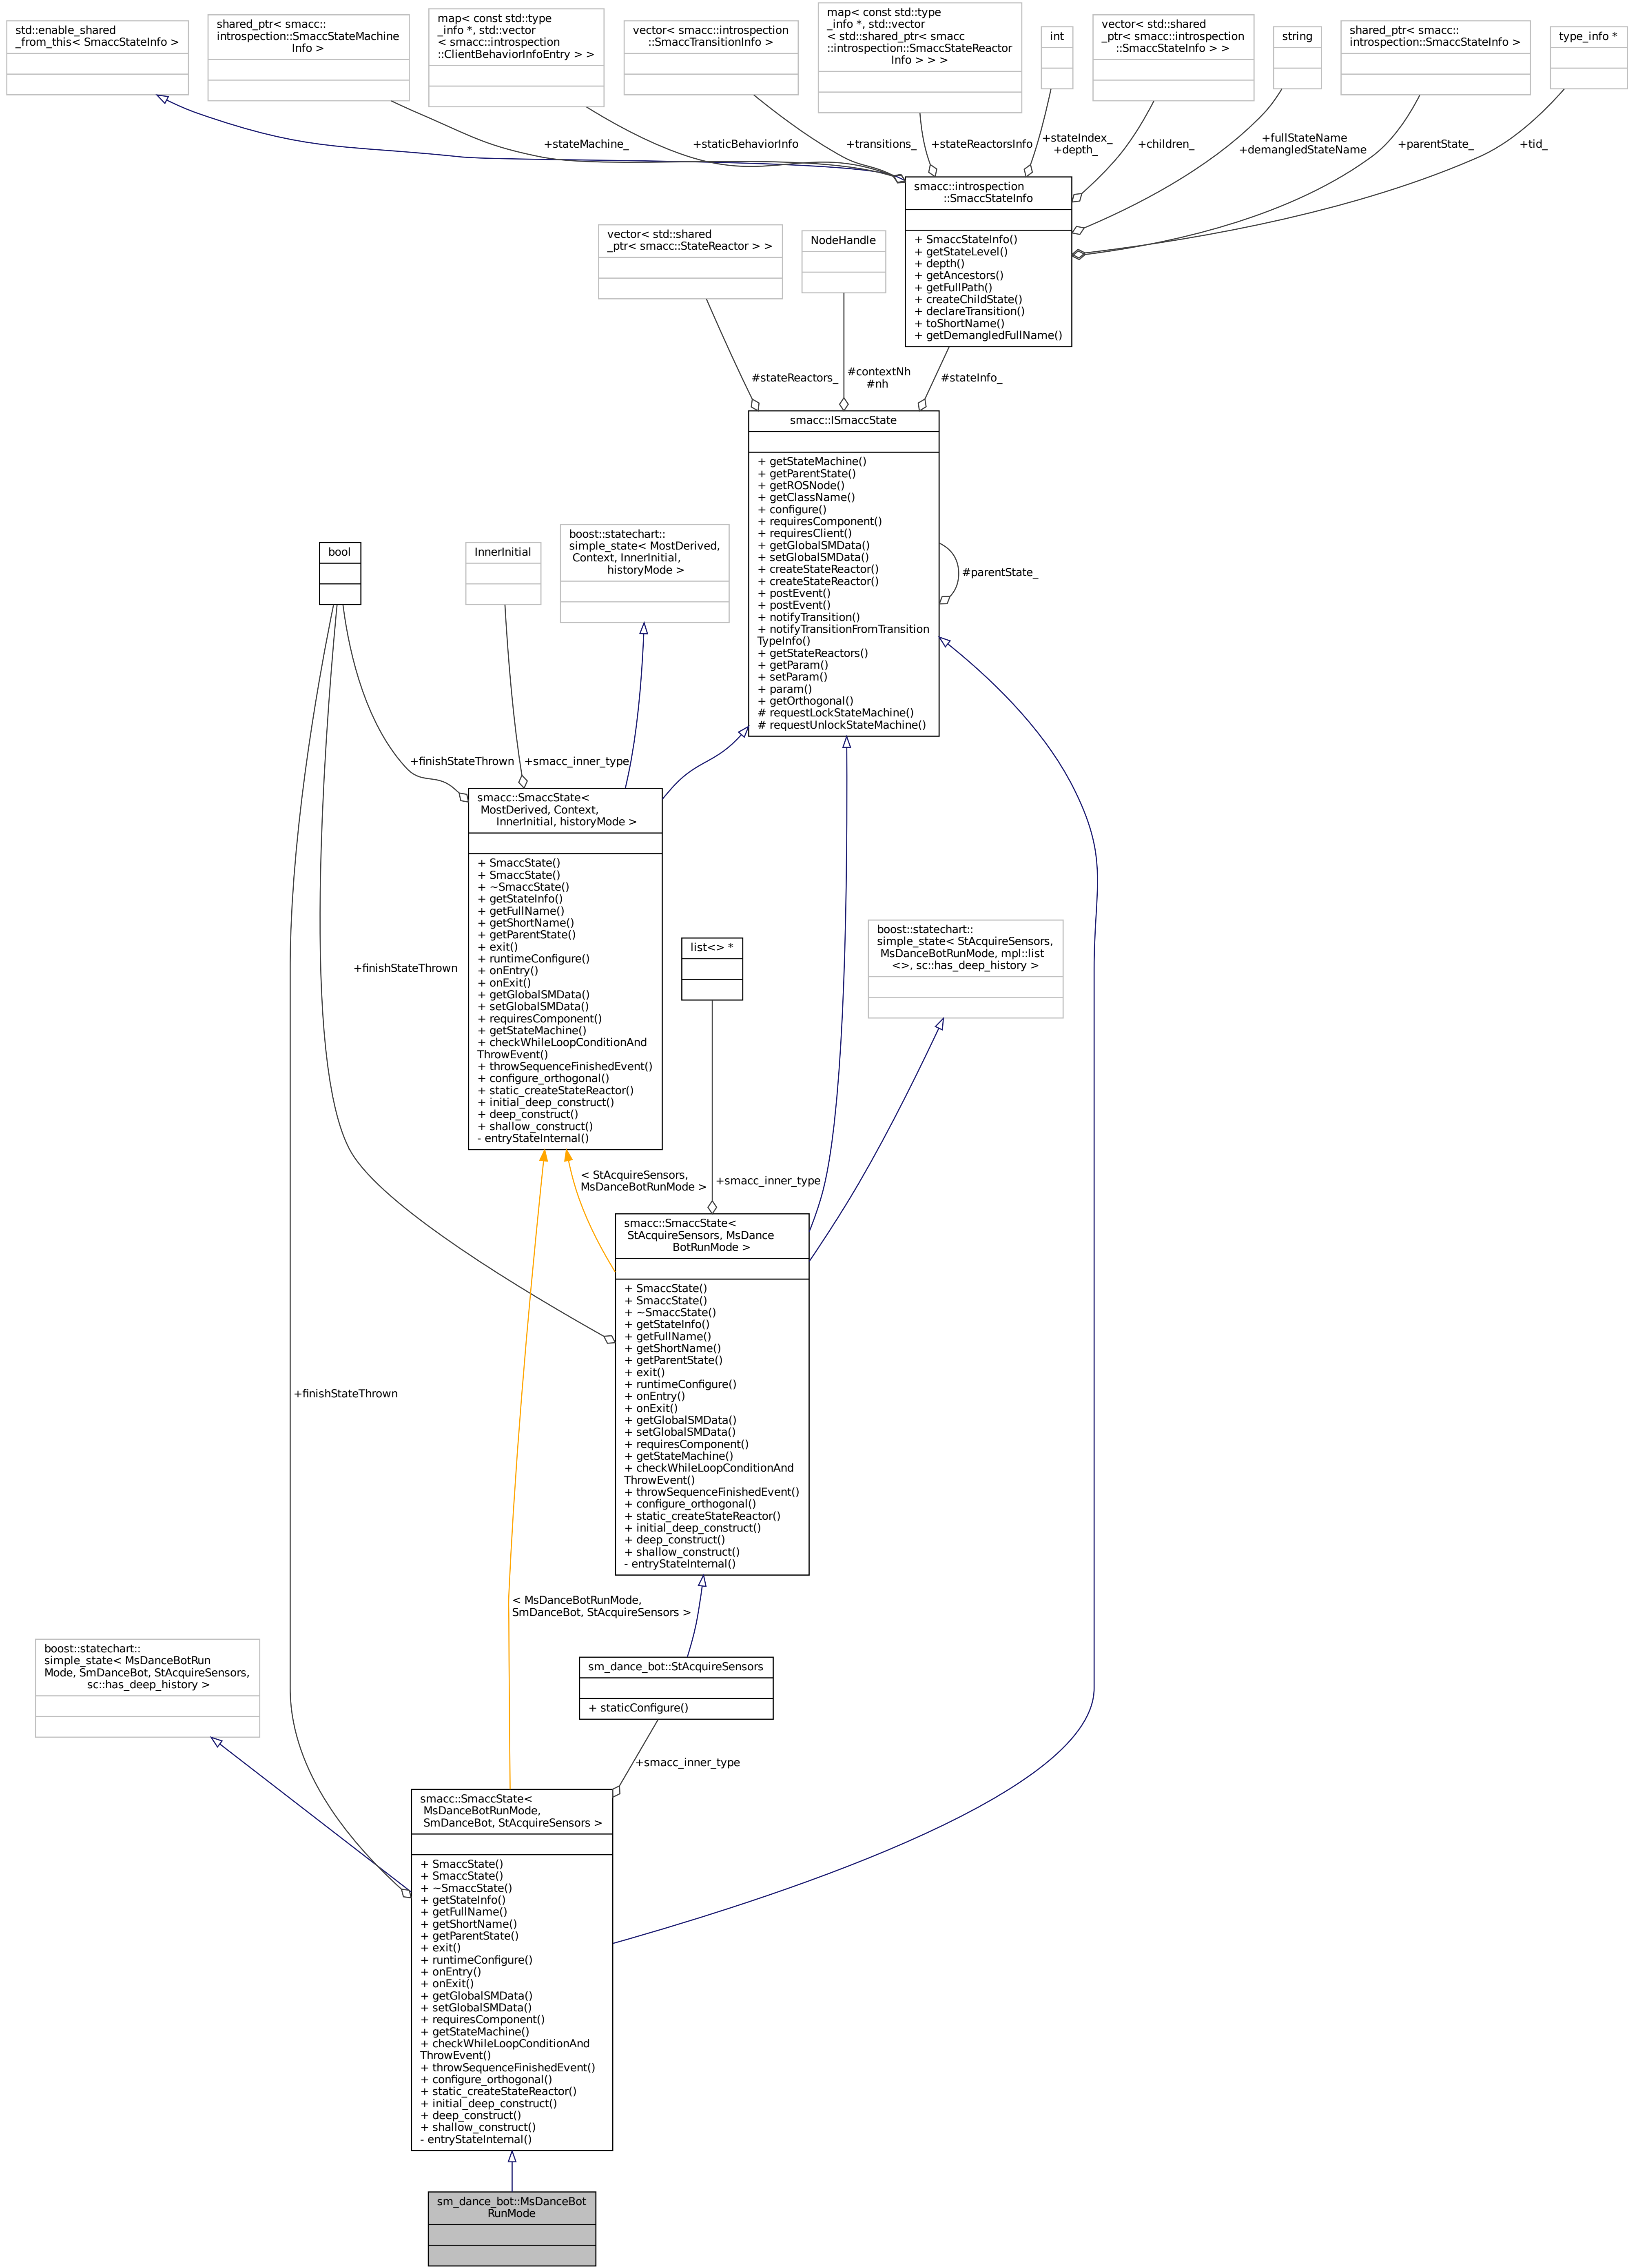 std::enable_shared
_from_this< SmaccStateInfo >
shared_ptr< smacc::
introspection::SmaccStateMachine
Info >
map< const std::type
_info *, std::vector
< smacc::introspection
::ClientBehaviorInfoEntry > >
vector< smacc::introspection
::SmaccTransitionInfo >
map< const std::type
_info *, std::vector
< std::shared_ptr< smacc
::introspection::SmaccStateReactor
Info > > >
int
vector< std::shared
_ptr< smacc::introspection
::SmaccStateInfo > >
string
shared_ptr< smacc::
introspection::SmaccStateInfo >
type_info *
+stateMachine_
+staticBehaviorInfo
+transitions_
+stateReactorsInfo
+stateIndex_
+depth_
+children_
+fullStateName
+demangledStateName
+parentState_
+tid_
smacc::introspection
::SmaccStateInfo
+ SmaccStateInfo()
+ getStateLevel()
+ depth()
+ getAncestors()
+ getFullPath()
+ createChildState()
+ declareTransition()
+ toShortName()
+ getDemangledFullName()
vector< std::shared
_ptr< smacc::StateReactor > >
NodeHandle
#stateReactors_
#contextNh
#nh
#stateInfo_
smacc::ISmaccState
+ getStateMachine()
+ getParentState()
+ getROSNode()
+ getClassName()
+ configure()
+ requiresComponent()
+ requiresClient()
+ getGlobalSMData()
+ setGlobalSMData()
+ createStateReactor()
+ createStateReactor()
+ postEvent()
+ postEvent()
+ notifyTransition()
+ notifyTransitionFromTransition
TypeInfo()
+ getStateReactors()
+ getParam()
+ setParam()
+ param()
+ getOrthogonal()
# requestLockStateMachine()
# requestUnlockStateMachine()
#parentState_
bool
InnerInitial
boost::statechart::
simple_state< MostDerived,
Context, InnerInitial,
historyMode >
+finishStateThrown
+smacc_inner_type
smacc::SmaccState<
MostDerived, Context,
InnerInitial, historyMode >
+ SmaccState()
+ SmaccState()
+ ~SmaccState()
+ getStateInfo()
+ getFullName()
+ getShortName()
+ getParentState()
+ exit()
+ runtimeConfigure()
+ onEntry()
+ onExit()
+ getGlobalSMData()
+ setGlobalSMData()
+ requiresComponent()
+ getStateMachine()
+ checkWhileLoopConditionAnd
ThrowEvent()
+ throwSequenceFinishedEvent()
+ configure_orthogonal()
+ static_createStateReactor()
+ initial_deep_construct()
+ deep_construct()
+ shallow_construct()
- entryStateInternal()
+finishStateThrown
list<> *
boost::statechart::
simple_state< StAcquireSensors,
MsDanceBotRunMode, mpl::list
<>, sc::has_deep_history >
< StAcquireSensors,
MsDanceBotRunMode >
+smacc_inner_type
smacc::SmaccState<
StAcquireSensors, MsDance
BotRunMode >
+ SmaccState()
+ SmaccState()
+ ~SmaccState()
+ getStateInfo()
+ getFullName()
+ getShortName()
+ getParentState()
+ exit()
+ runtimeConfigure()
+ onEntry()
+ onExit()
+ getGlobalSMData()
+ setGlobalSMData()
+ requiresComponent()
+ getStateMachine()
+ checkWhileLoopConditionAnd
ThrowEvent()
+ throwSequenceFinishedEvent()
+ configure_orthogonal()
+ static_createStateReactor()
+ initial_deep_construct()
+ deep_construct()
+ shallow_construct()
- entryStateInternal()
+finishStateThrown
< MsDanceBotRunMode,
SmDanceBot, StAcquireSensors >
boost::statechart::
simple_state< MsDanceBotRun
Mode, SmDanceBot, StAcquireSensors,
sc::has_deep_history >
sm_dance_bot::StAcquireSensors
+ staticConfigure()
+smacc_inner_type
smacc::SmaccState<
MsDanceBotRunMode,
SmDanceBot, StAcquireSensors >
+ SmaccState()
+ SmaccState()
+ ~SmaccState()
+ getStateInfo()
+ getFullName()
+ getShortName()
+ getParentState()
+ exit()
+ runtimeConfigure()
+ onEntry()
+ onExit()
+ getGlobalSMData()
+ setGlobalSMData()
+ requiresComponent()
+ getStateMachine()
+ checkWhileLoopConditionAnd
ThrowEvent()
+ throwSequenceFinishedEvent()
+ configure_orthogonal()
+ static_createStateReactor()
+ initial_deep_construct()
+ deep_construct()
+ shallow_construct()
- entryStateInternal()
sm_dance_bot::MsDanceBot
RunMode